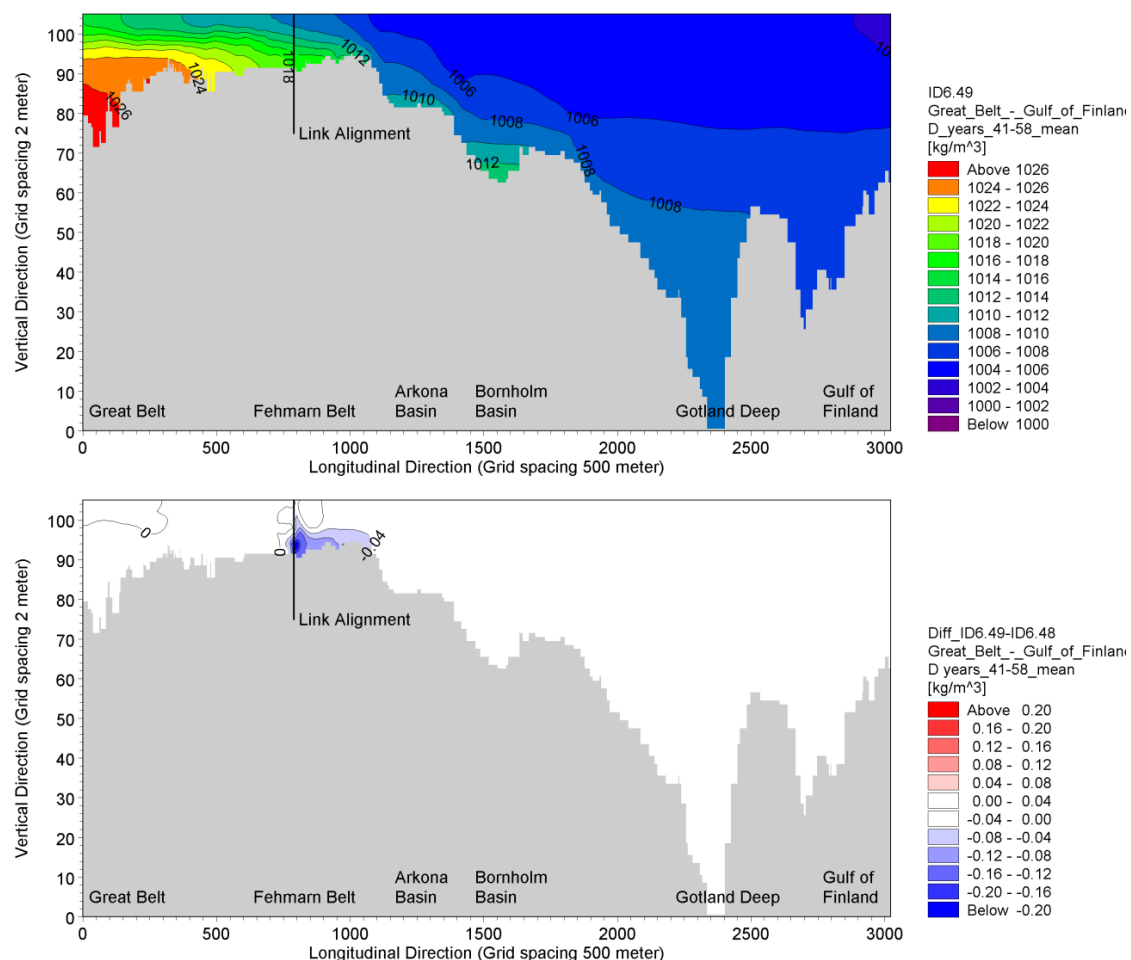 Vertical Direction (Grid spacing 2 meter)
100
90
80
70
60
50
40
30
20
10
0
1026
1024
1018
1012
1010
1006
1008
1012
1006
1008
1008
10
Link Alignment
Great Belt
Fehmarn Belt
Arkona
Basin
Bornholm
Basin
Gotland Deep
Gulf of
Finland
0 500 1000 1500 2000 2500 3000
Longitudinal Direction (Grid spacing 500 meter)
ID6.49
Great_Belt_-_Gulf_of_Finland
D_years_41-58_mean
[kg/m^3]
Above 1026
1024 - 1026
1022 - 1024
1020 - 1022
1018 - 1020
1016 - 1018
1014 - 1016
1012 - 1014
1010 - 1012
1008 - 1010
1006 - 1008
1004 - 1006
1002 - 1004
1000 - 1002
Below 1000
Vertical Direction (Grid spacing 2 meter)
100
90
80
70
60
50
40
30
20
10
0
0
0
-0.04
Link Alignment
Great Belt
Fehmarn Belt
Arkona
Basin
Bornholm
Basin
Gotland Deep
Gulf of
Finland
0 500 1000 1500 2000 2500 3000
Longitudinal Direction (Grid spacing 500 meter)
Diff_ID6.49-ID6.48
Great_Belt_-_Gulf_of_Finland
D years_41-58_mean
[kg/m^3]
Above 0.20
0.16 - 0.20
0.12 - 0.16
0.08 - 0.12
0.04 - 0.08
0.00 - 0.04
-0.04 - 0.00
-0.08 - -0.04
-0.12 - -0.08
-0.16 - -0.12
-0.20 - -0.16
Below -0.20